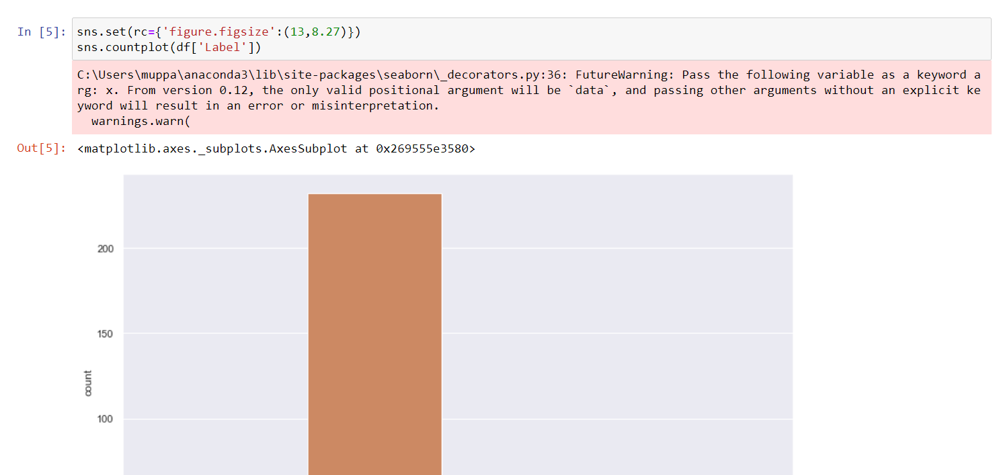 In [5]: sns.set(rc={'figure.figsize':(13,8.27)})
sns.countplot(df['Label'])
C:\Users\muppa\anaconda3\lib\site-packages\seaborn\_decorators.py:36: FutureWarning: Pass the following variable as a keyword a
rg: x. From version 0.12, the only valid positional argument will be `data`, and passing other arguments without an explicit ke
yword will result in an error or misinterpretation.
  warnings.warn(
Out[5]: <matplotlib.axes._subplots.AxesSubplot at 0x269555e3580>
200
150
count
100